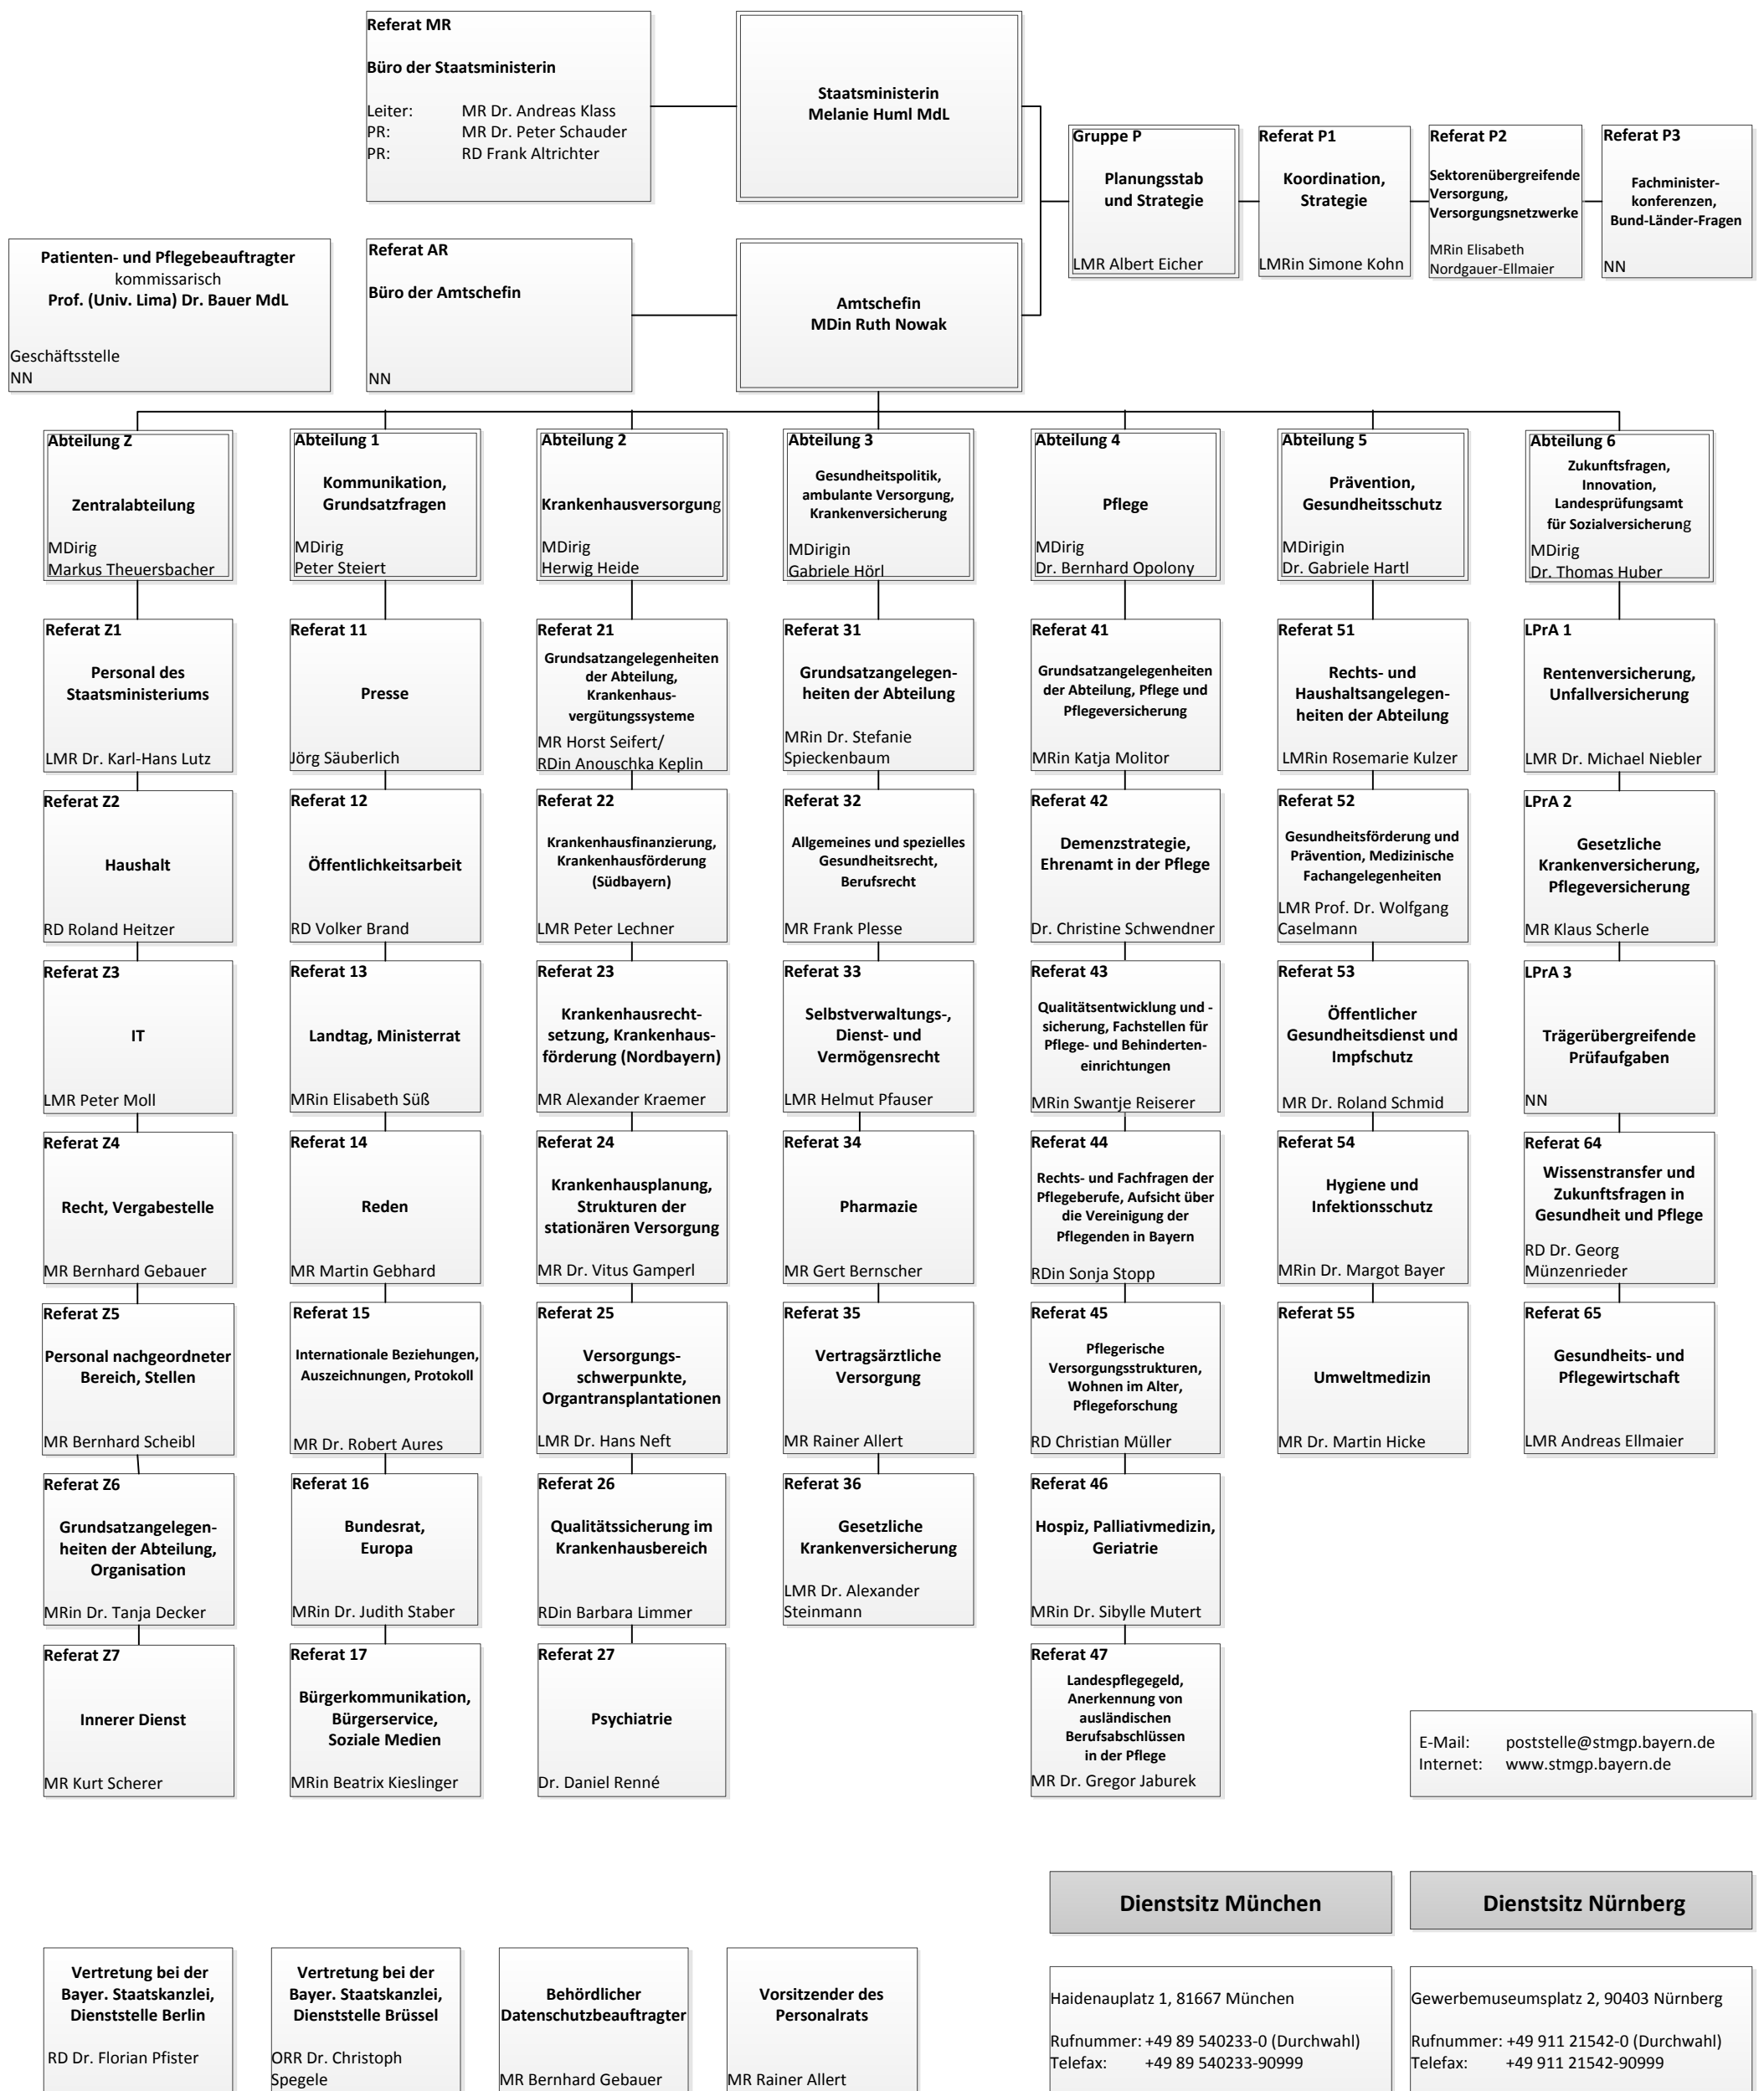 Referat MR
Büro der Staatsministerin
Leiter: MR Dr. Andreas Klass
PR: MR Dr. Peter Schauder
PR: RD Frank Altrichter
Staatsministerin
Melanie Huml MdL
Gruppe P
Planungsstab
und Strategie
LMR Albert Eicher
Referat P1
Koordination,
Strategie
LMRin Simone Kohn
Referat P2
Sektorenübergreifende
Versorgung,
Versorgungsnetzwerke
MRin Elisabeth
Nordgauer-Ellmaier
Referat P3
Fachminister-
konferenzen,
Bund-Länder-Fragen
NN
Patienten- und Pflegebeauftragter
kommissarisch
Prof. (Univ. Lima) Dr. Bauer MdL
Geschäftsstelle
NN
Referat AR
Büro der Amtschefin
NN
Amtschefin
MDin Ruth Nowak
Abteilung Z
Zentralabteilung
MDirig
Markus Theuersbacher
Abteilung 1
Kommunikation,
Grundsatzfragen
MDirig
Peter Steiert
Abteilung 2
Krankenhausversorgung
MDirig
Herwig Heide
Abteilung 3
Gesundheitspolitik,
ambulante Versorgung,
Krankenversicherung
MDirigin
Gabriele Hörl
Abteilung 4
Pflege
MDirig
Dr. Bernhard Opolony
Abteilung 5
Prävention,
Gesundheitsschutz
MDirigin
Dr. Gabriele Hartl
Abteilung 6
Zukunftsfragen,
Innovation,
Landesprüfungsamt
für Sozialversicherung
MDirig
Dr. Thomas Huber
Referat Z1
Personal des
Staatsministeriums
LMR Dr. Karl-Hans Lutz
Referat 11
Presse
Jörg Säuberlich
Referat 21
Grundsatzangelegenheiten
der Abteilung,
Krankenhaus-
vergütungssysteme
MR Horst Seifert/
RDin Anouschka Keplin
Referat 31
Grundsatzangelegen-
heiten der Abteilung
MRin Dr. Stefanie
Spieckenbaum
Referat 41
Grundsatzangelegenheiten
der Abteilung, Pflege und
Pflegeversicherung
MRin Katja Molitor
Referat 51
Rechts- und
Haushaltsangelegen-
heiten der Abteilung
LMRin Rosemarie Kulzer
LPrA 1
Rentenversicherung,
Unfallversicherung
LMR Dr. Michael Niebler
Referat Z2
Haushalt
RD Roland Heitzer
Referat 12
Öffentlichkeitsarbeit
RD Volker Brand
Referat 22
Krankenhausfinanzierung,
Krankenhausförderung
(Südbayern)
LMR Peter Lechner
Referat 32
Allgemeines und spezielles
Gesundheitsrecht,
Berufsrecht
MR Frank Plesse
Referat 42
Demenzstrategie,
Ehrenamt in der Pflege
Dr. Christine Schwendner
Referat 52
Gesundheitsförderung und
Prävention, Medizinische
Fachangelegenheiten
LMR Prof. Dr. Wolfgang
Caselmann
LPrA 2
Gesetzliche
Krankenversicherung,
Pflegeversicherung
MR Klaus Scherle
Referat Z3
IT
LMR Peter Moll
Referat 13
Landtag, Ministerrat
MRin Elisabeth Süß
Referat 23
Krankenhausrecht-
setzung, Krankenhaus-
förderung (Nordbayern)
MR Alexander Kraemer
Referat 33
Selbstverwaltungs-,
Dienst- und
Vermögensrecht
LMR Helmut Pfauser
Referat 43
Qualitätsentwicklung und -
sicherung, Fachstellen für
Pflege- und Behinderten-
einrichtungen
MRin Swantje Reiserer
Referat 53
Öffentlicher
Gesundheitsdienst und
Impfschutz
MR Dr. Roland Schmid
LPrA 3
Trägerübergreifende
Prüfaufgaben
NN
Referat Z4
Recht, Vergabestelle
MR Bernhard Gebauer
Referat 14
Reden
MR Martin Gebhard
Referat 24
Krankenhausplanung,
Strukturen der
stationären Versorgung
MR Dr. Vitus Gamperl
Referat 34
Pharmazie
MR Gert Bernscher
Referat 44
Rechts- und Fachfragen der
Pflegeberufe, Aufsicht über
die Vereinigung der
Pflegenden in Bayern
RDin Sonja Stopp
Referat 54
Hygiene und
Infektionsschutz
MRin Dr. Margot Bayer
Referat 64
Wissenstransfer und
Zukunftsfragen in
Gesundheit und Pflege
RD Dr. Georg
Münzenrieder
Referat Z5
Personal nachgeordneter
Bereich, Stellen
MR Bernhard Scheibl
Referat 15
Internationale Beziehungen,
Auszeichnungen, Protokoll
MR Dr. Robert Aures
Referat 25
Versorgungs-
schwerpunkte,
Organtransplantationen
LMR Dr. Hans Neft
Referat 35
Vertragsärztliche
Versorgung
MR Rainer Allert
Referat 45
Pflegerische
Versorgungsstrukturen,
Wohnen im Alter,
Pflegeforschung
RD Christian Müller
Referat 55
Umweltmedizin
MR Dr. Martin Hicke
Referat 65
Gesundheits- und
Pflegewirtschaft
LMR Andreas Ellmaier
Referat Z6
Grundsatzangelegen-
heiten der Abteilung,
Organisation
MRin Dr. Tanja Decker
Referat 16
Bundesrat,
Europa
MRin Dr. Judith Staber
Referat 26
Qualitätssicherung im
Krankenhausbereich
RDin Barbara Limmer
Referat 36
Gesetzliche
Krankenversicherung
LMR Dr. Alexander
Steinmann
Referat 46
Hospiz, Palliativmedizin,
Geriatrie
MRin Dr. Sibylle Mutert
Referat Z7
Innerer Dienst
MR Kurt Scherer
Referat 17
Bürgerkommunikation,
Bürgerservice,
Soziale Medien
MRin Beatrix Kieslinger
Referat 27
Psychiatrie
Dr. Daniel Renné
Referat 47
Landespflegegeld,
Anerkennung von
ausländischen
Berufsabschlüssen
in der Pflege
MR Dr. Gregor Jaburek
E-Mail: poststelle@stmgp.bayern.de
Internet: www.stmgp.bayern.de
Dienstsitz München
Dienstsitz Nürnberg
Vertretung bei der
Bayer. Staatskanzlei,
Dienststelle Berlin
RD Dr. Florian Pfister
Vertretung bei der
Bayer. Staatskanzlei,
Dienststelle Brüssel
ORR Dr. Christoph
Spegele
Behördlicher
Datenschutzbeauftragter
MR Bernhard Gebauer
Vorsitzender des
Personalrats
MR Rainer Allert
Haidenauplatz 1, 81667 München
Rufnummer: +49 89 540233-0 (Durchwahl)
Telefax: +49 89 540233-90999
Gewerbemuseumsplatz 2, 90403 Nürnberg
Rufnummer: +49 911 21542-0 (Durchwahl)
Telefax: +49 911 21542-90999